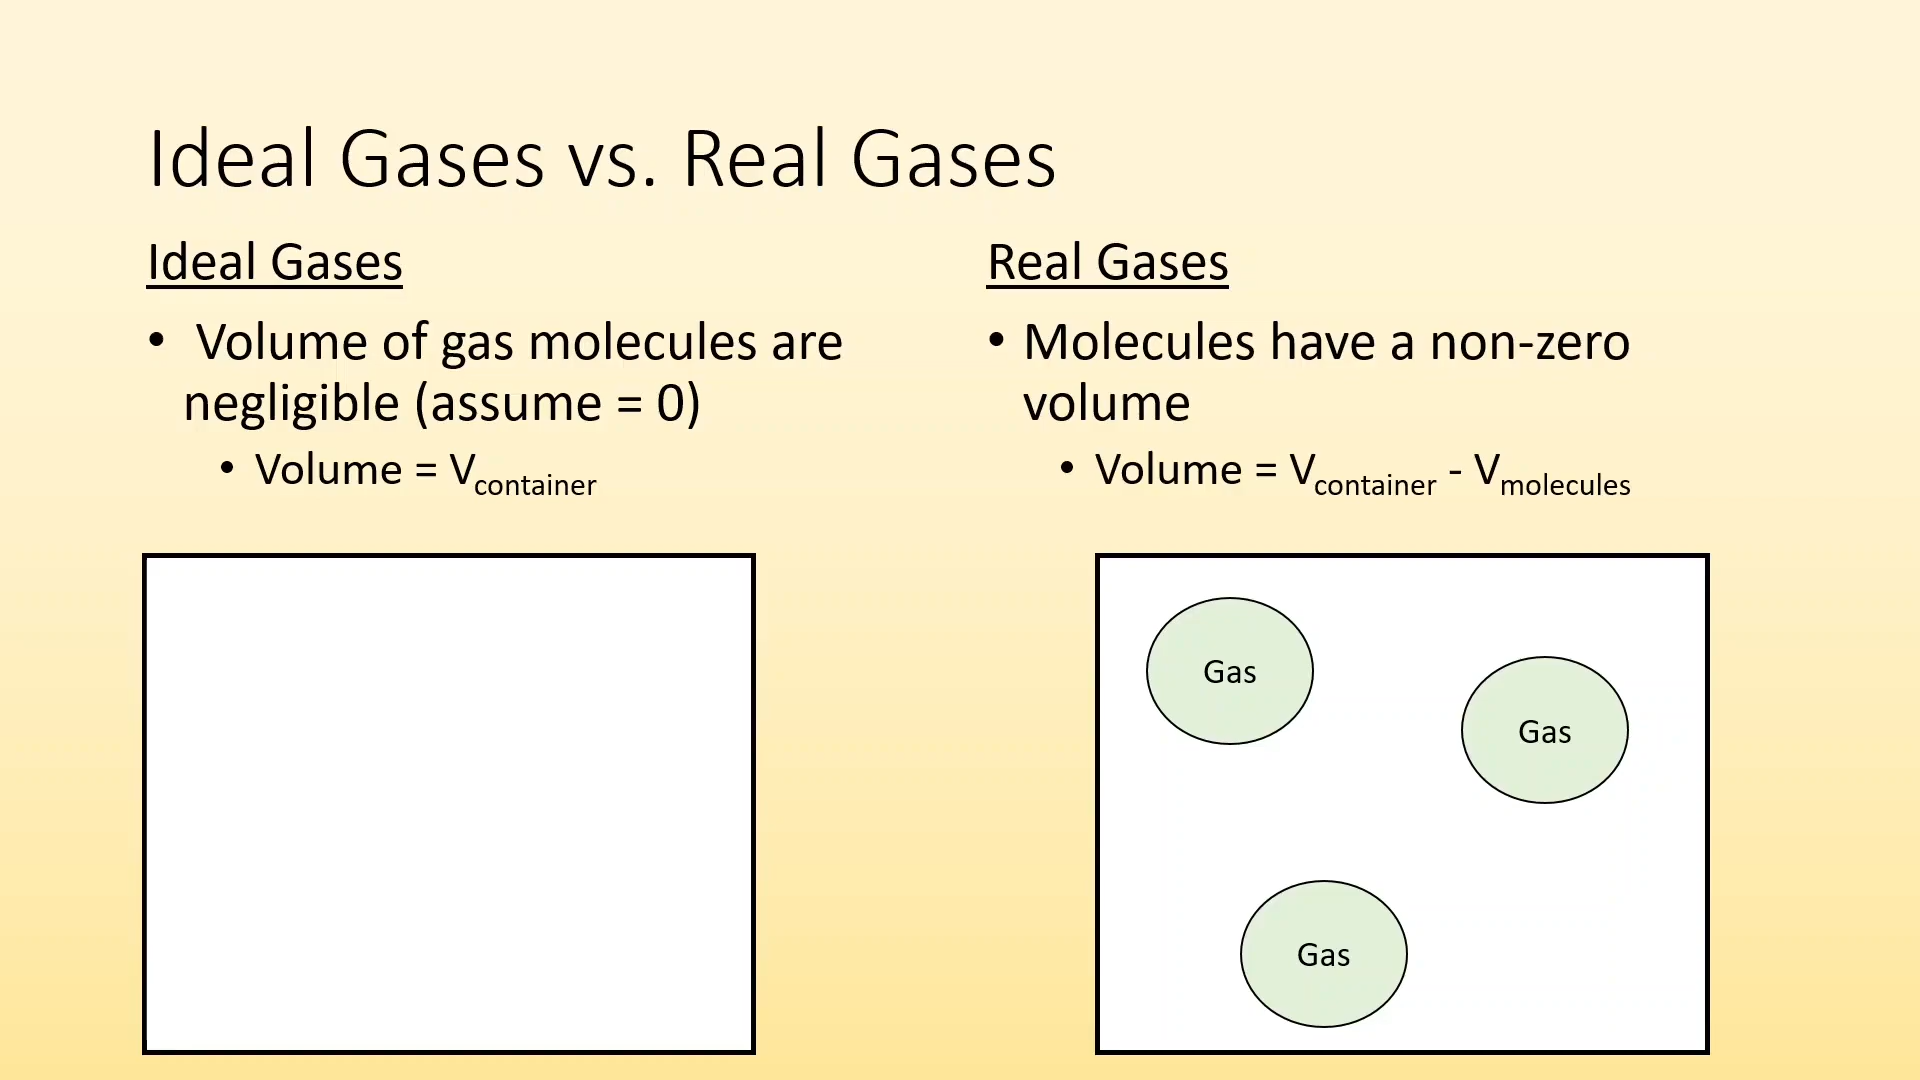 Ideal Gases vs. Real Gases
Ideal Gases
• Volume of gas molecules are
negligible (assume = 0)
• Volume = Vcontainer
Real Gases
• Molecules have a non-zero
volume
• Volume = Vcontainer - Vmolecules
Gas
Gas
Gas